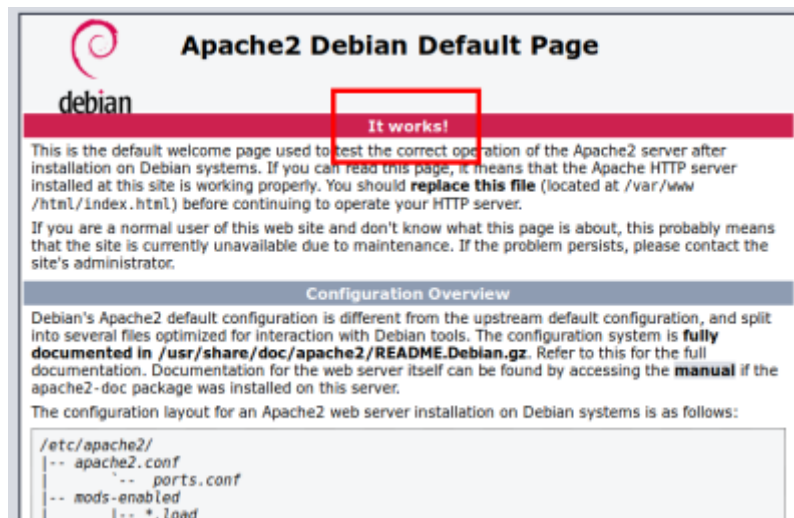 Apache2 Debian Default Page
debian
It works!
This is the default welcome page used to test the correct operation of the Apache2 server after
installation on Debian systems. If you can read this page, it means that the Apache HTTP server
installed at this site is working properly. You should replace this file (located at /var/www
/html/index.html) before continuing to operate your HTTP server.
If you are a normal user of this web site and don't know what this page is about, this probably means
that the site is currently unavailable due to maintenance. If the problem persists, please contact the
site's administrator.
Configuration Overview
Debian's Apache2 default configuration is different from the upstream default configuration, and split
into several files optimized for interaction with Debian tools. The configuration system is fully
documented in /usr/share/doc/apache2/README.Debian.gz. Refer to this for the full
documentation. Documentation for the web server itself can be found by accessing the manual if the
apache2-doc package was installed on this server.
The configuration layout for an Apache2 web server installation on Debian systems is as follows:
/etc/apache2/
|-- apache2.conf
|       `--  ports.conf
|-- mods-enabled
|       |-- *.load